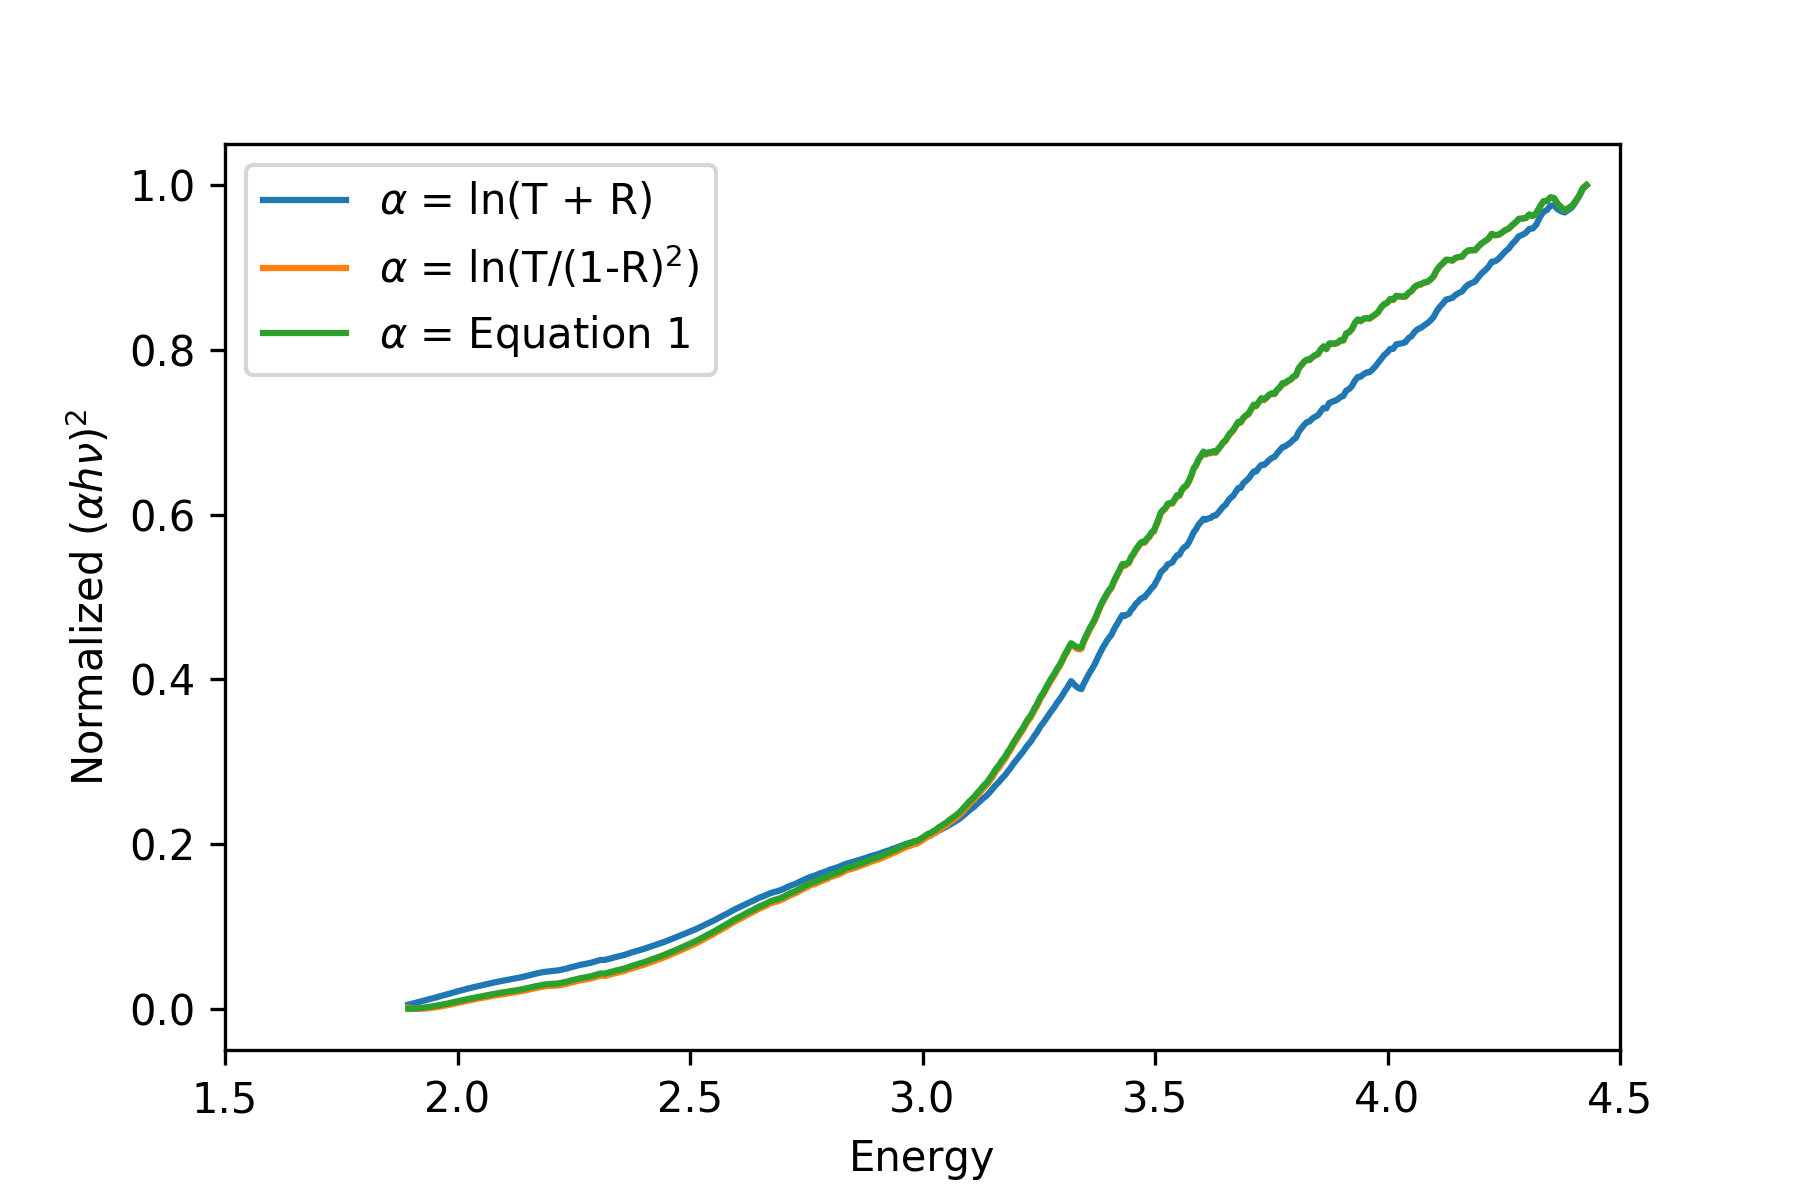 α = ln(T + R)
α = ln(T/(1-R)²)
α = Equation 1
Normalized (αhν)²
1.0
0.8
0.6
0.4
0.2
0.0
1.5 2.0 2.5 3.0 3.5 4.0 4.5
Energy